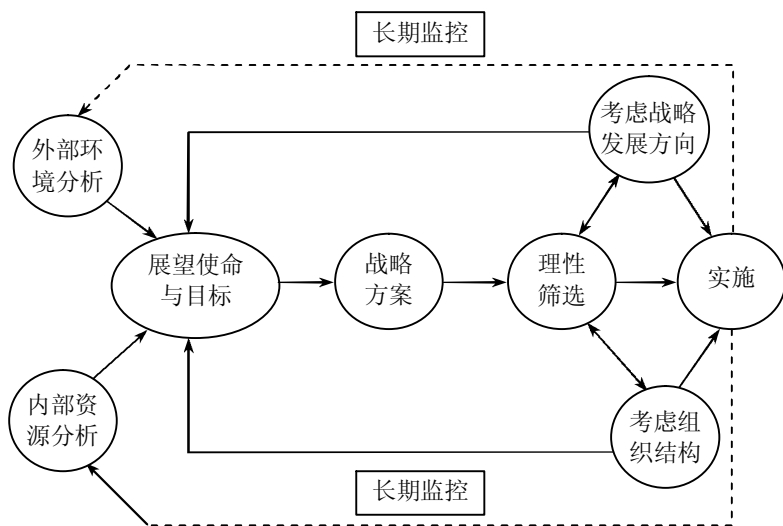 长期监控
考虑战略
发展方向
外部环
境分析
展望使命
与目标
战略
方案
理性
筛选
实施
内部资
源分析
考虑组
织结构
长期监控